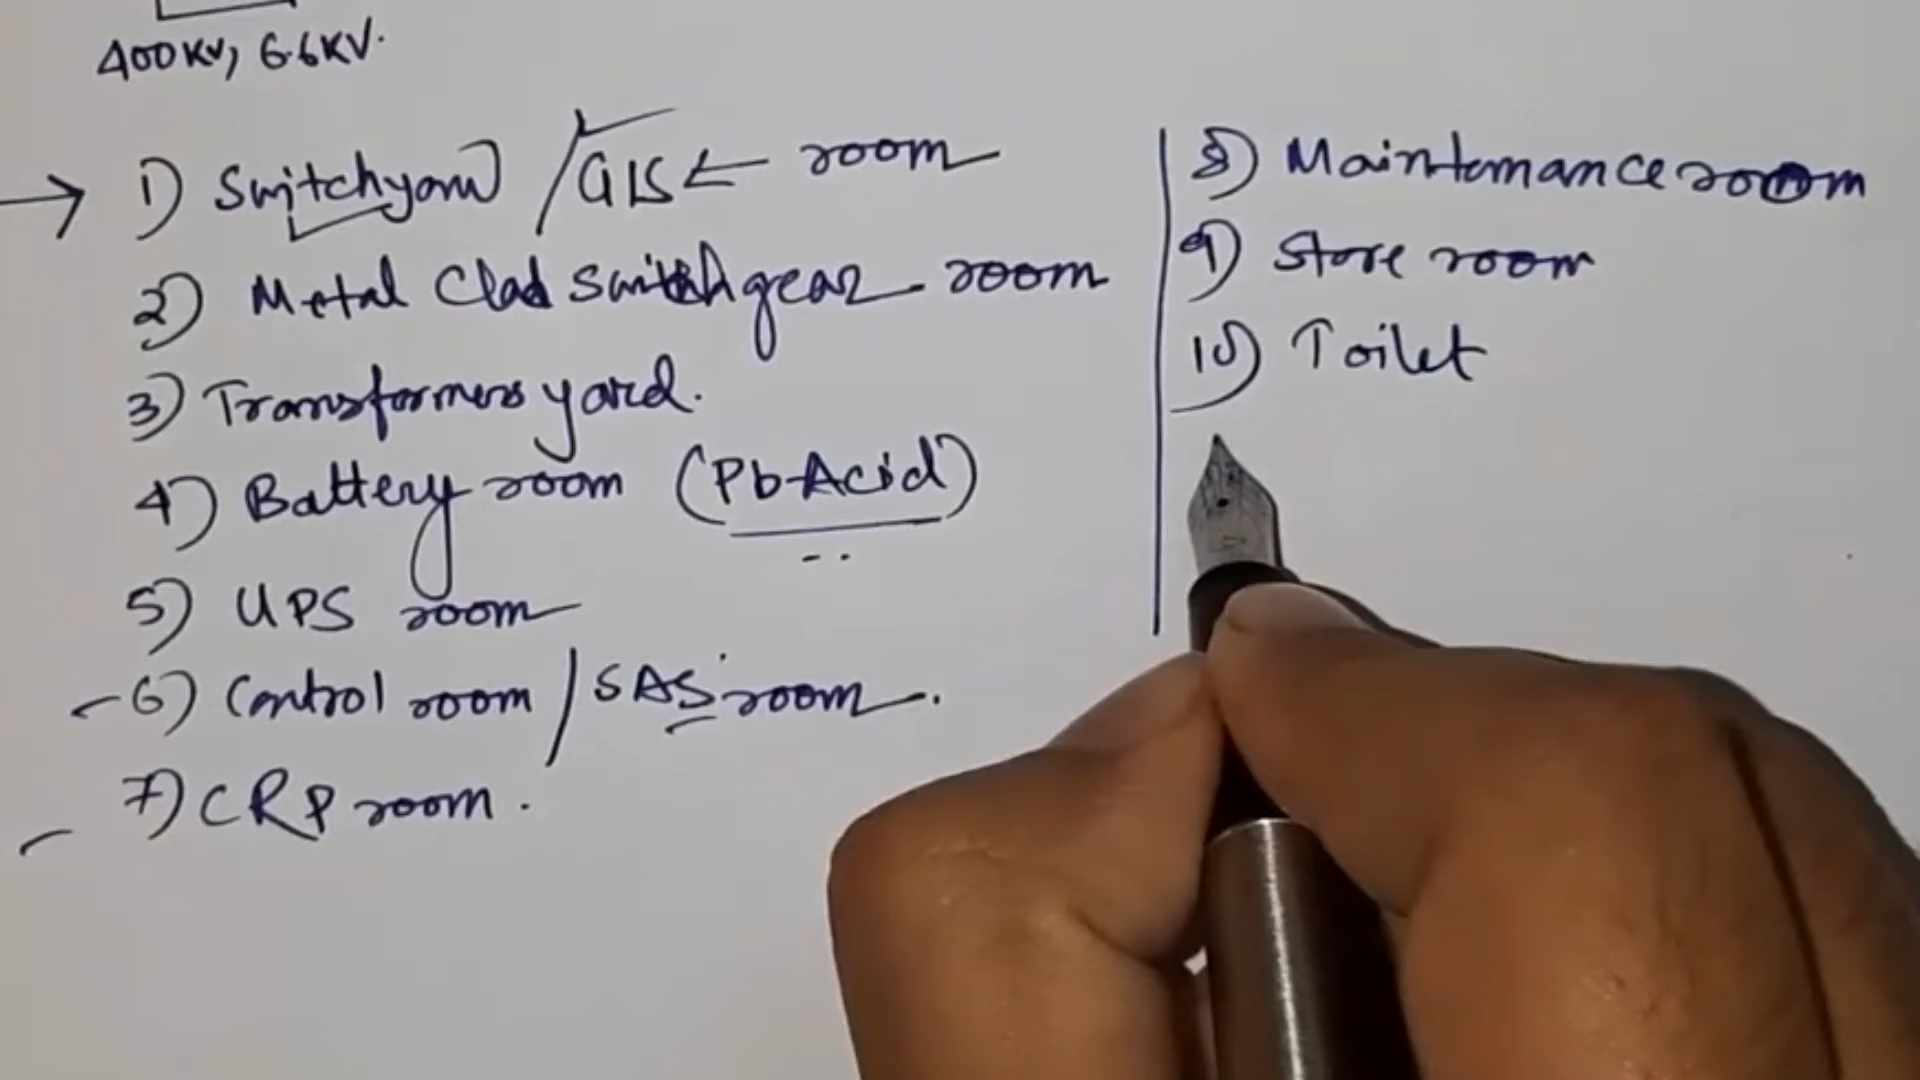 400KV, 6.6KV.
1) Switchyard / GIS ← room
2) Metal Clad Switchgear room
3) Transformers yard.
4) Battery room (Pb-Acid)
5) UPS room
6) Control room / SAS room.
7) CRP room.
8) Maintenance room
9) Store room
10) Toilet